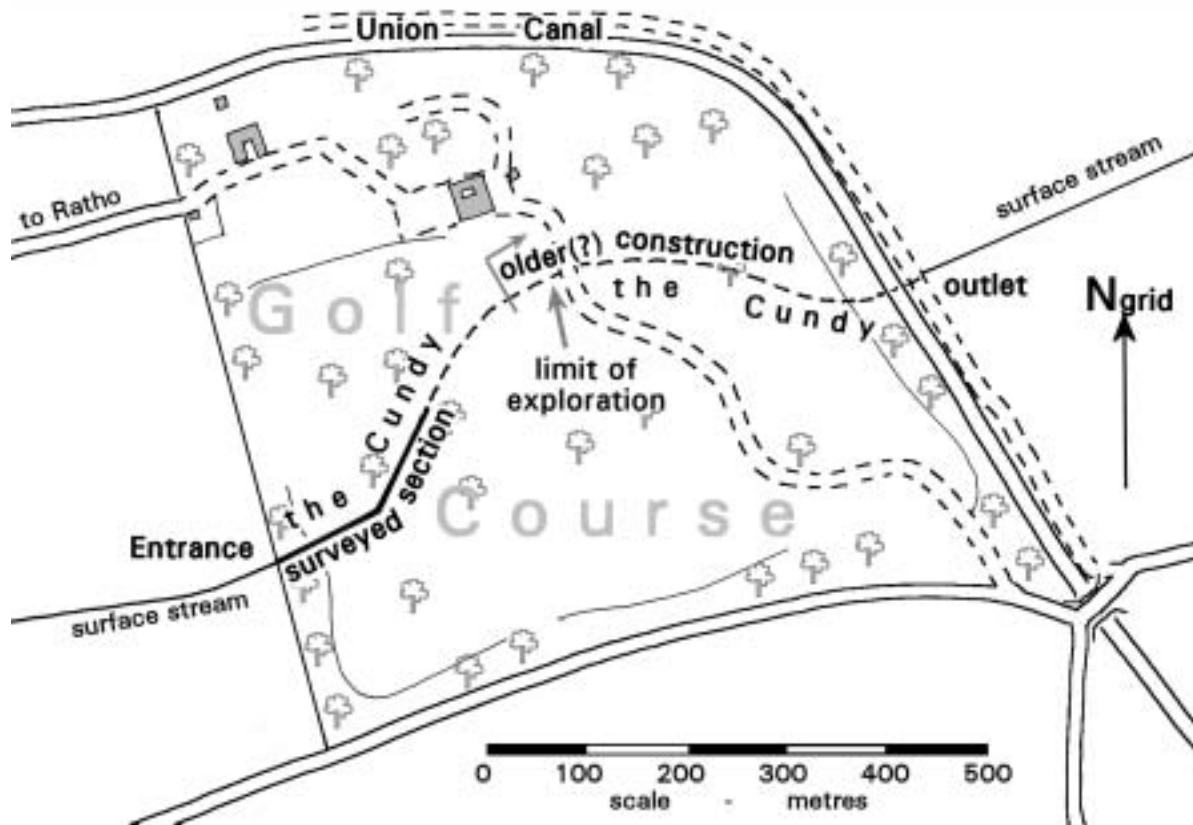 Union Canal
to Ratho
surface stream
older(?) construction
the Cundy
outlet
Ngrid
Golf
Course
limit of
exploration
the Cundy
surveyed section
Entrance
surface stream
0 100 200 300 400 500
scale - metres